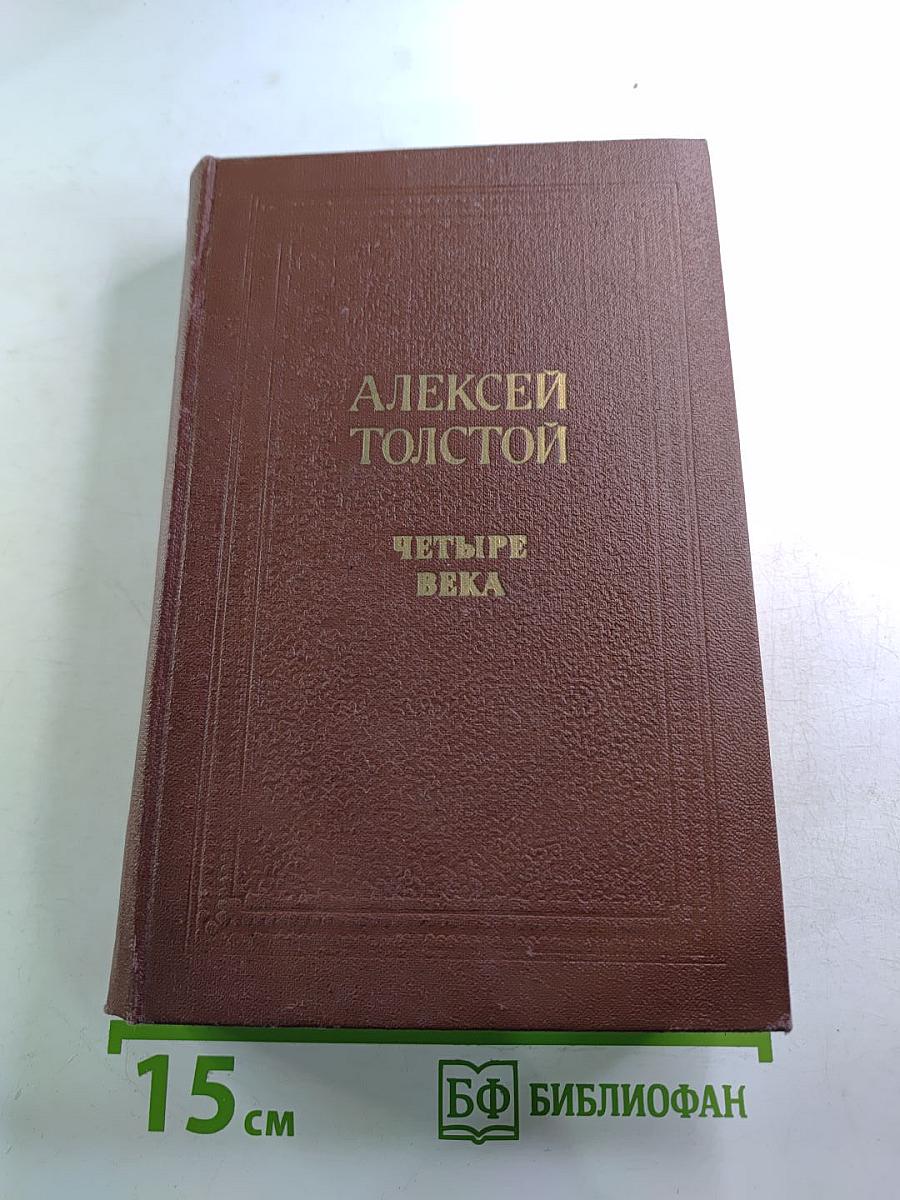 АЛЕКСЕЙ
ТОЛСТОЙ
ЧЕТЫРЕ
ВЕКА
15 см
БФ БИБЛИОФАН